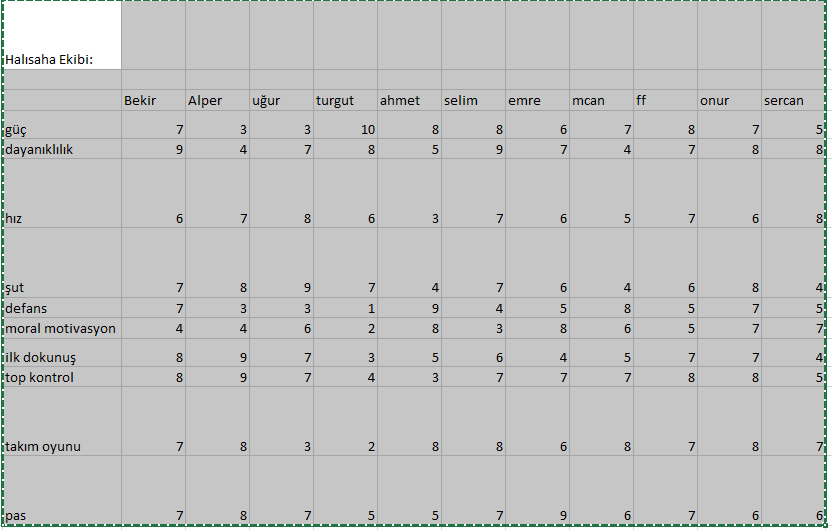 Halısaha Ekibi:
Bekir Alper uğur turgut ahmet selim emre mcan ff onur sercan
güç 7 3 3 10 8 8 6 7 8 7 5
dayanıklılık 9 4 7 8 5 9 7 4 7 8 8
hız 6 7 8 6 3 7 6 5 7 6 8
şut 7 8 9 7 4 7 6 4 6 8 4
defans 7 3 3 1 9 4 5 8 5 7 5
moral motivasyon 4 4 6 2 8 3 8 6 5 7 7
ilk dokunuş 8 9 7 3 5 6 4 5 7 7 4
top kontrol 8 9 7 4 3 7 7 7 8 8 5
takım oyunu 7 8 3 2 8 8 6 8 7 8 7
pas 7 8 7 5 5 7 9 6 7 6 6